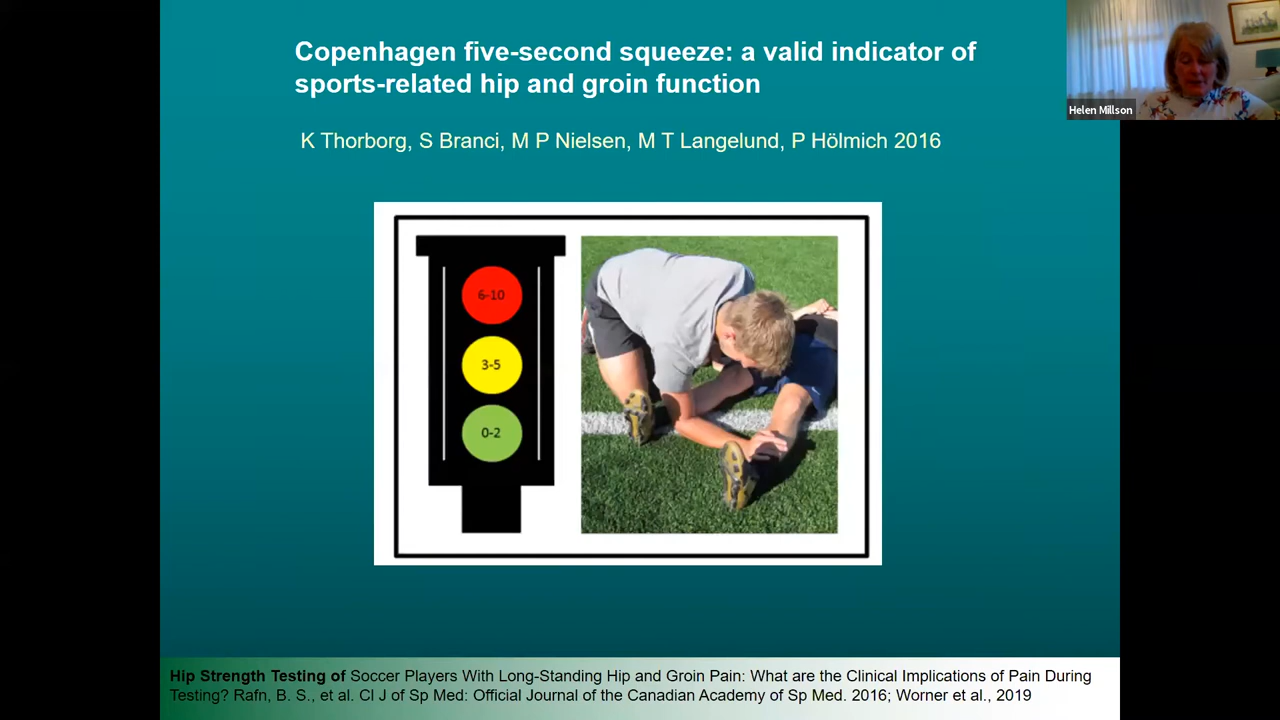 Copenhagen five-second squeeze: a valid indicator of
sports-related hip and groin function
K Thorborg, S Branci, M P Nielsen, M T Langelund, P Hölmich 2016
Helen Millson
6-10
3-5
0-2
Hip Strength Testing of Soccer Players With Long-Standing Hip and Groin Pain: What are the Clinical Implications of Pain During
Testing? Rafn, B. S., et al. Cl J of Sp Med: Official Journal of the Canadian Academy of Sp Med. 2016; Worner et al., 2019